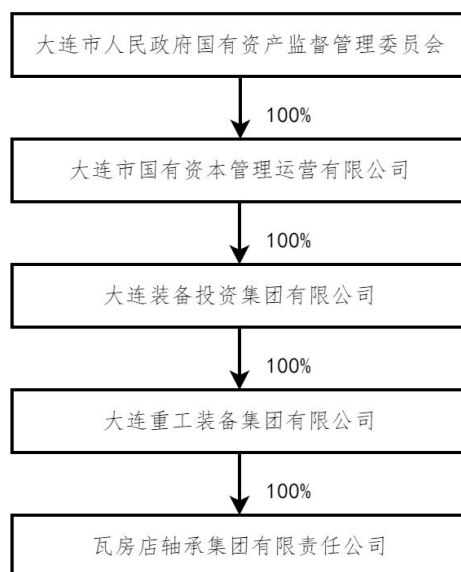 大连市人民政府国有资产监督管理委员会
100%
大连市国有资本管理运营有限公司
100%
大连装备投资集团有限公司
100%
大连重工装备集团有限公司
100%
瓦房店轴承集团有限责任公司